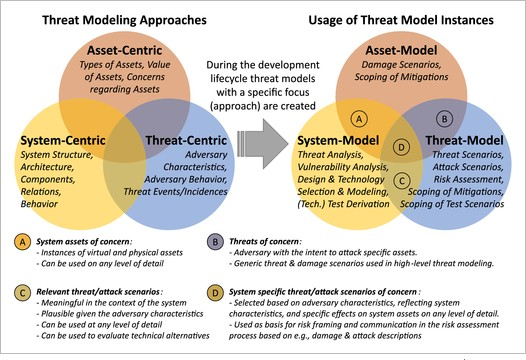 Threat Modeling Approaches
Usage of Threat Model Instances
Asset-Centric
Types of Assets, Value
of Assets, Concerns
regarding Assets
System-Centric
System Structure,
Architecture,
Components,
Relations,
Behavior
Threat-Centric
Adversary
Characteristics,
Adversary Behavior,
Threat Events/Incidences
During the development
lifecycle threat models
with a specific focus
(approach) are created
Asset-Model
Damage Scenarios,
Scoping of Mitigations
A
B
D
C
System-Model
Threat Analysis,
Vulnerability Analysis,
Design & Technology
Selection & Modeling,
(Tech.) Test Derivation
Threat-Model
Threat Scenarios,
Attack Scenarios,
Risk Assessment,
Scoping of Mitigations,
Scoping of Test Scenarios
A
System assets of concern:
- Instances of virtual and physical assets
- Can be used on any level of detail
B
Threats of concern:
- Adversary with the intent to attack specific assets.
- Generic threat & damage scenarios used in high-level threat modeling.
C
Relevant threat/attack scenarios:
- Meaningful in the context of the system
- Plausible given the adversary characteristics
- Can be used at any level of detail
- Can be used to evaluate technical alternatives
D
System specific threat/attack scenarios of concern:
- Selected based on adversary characteristics, reflecting system
characteristics, and specific effects on system assets on any level of detail.
- Used as basis for risk framing and communication in the risk assessment
process based on e.g., damage & attack descriptions